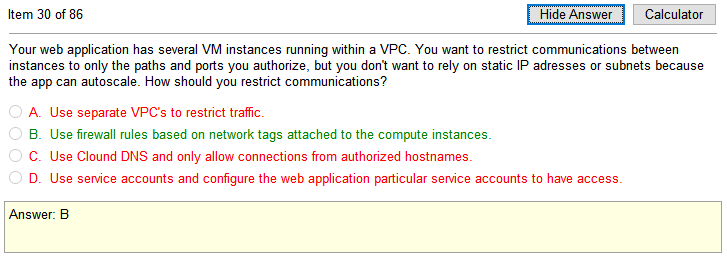 Item 30 of 86
Hide Answer
Calculator
Your web application has several VM instances running within a VPC. You want to restrict communications between
instances to only the paths and ports you authorize, but you don't want to rely on static IP adresses or subnets because
the app can autoscale. How should you restrict communications?
A. Use separate VPC's to restrict traffic.
B. Use firewall rules based on network tags attached to the compute instances.
C. Use Clound DNS and only allow connections from authorized hostnames.
D. Use service accounts and configure the web application particular service accounts to have access.
Answer: B